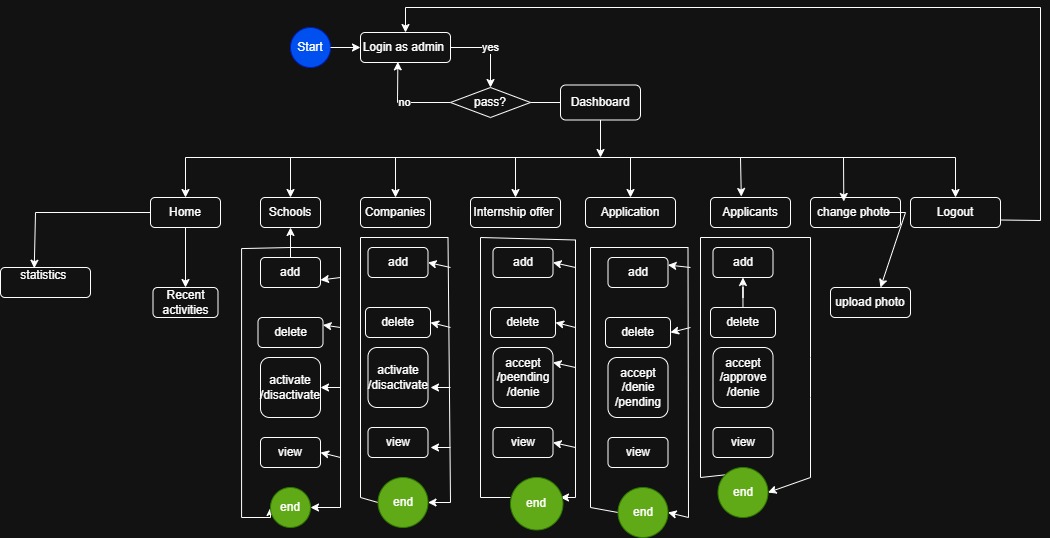 Start
Login as admin
yes
no
pass?
Dashboard
Home
Schools
Companies
Internship offer
Application
Applicants
change photo
Logout
statistics
Recent
activities
upload photo
add
delete
activate
/disactivate
view
end
add
delete
activate
/disactivate
view
end
add
delete
accept
/peending
/denie
view
end
add
delete
accept
/denie
/pending
view
end
add
delete
accept
/approve
/denie
view
end